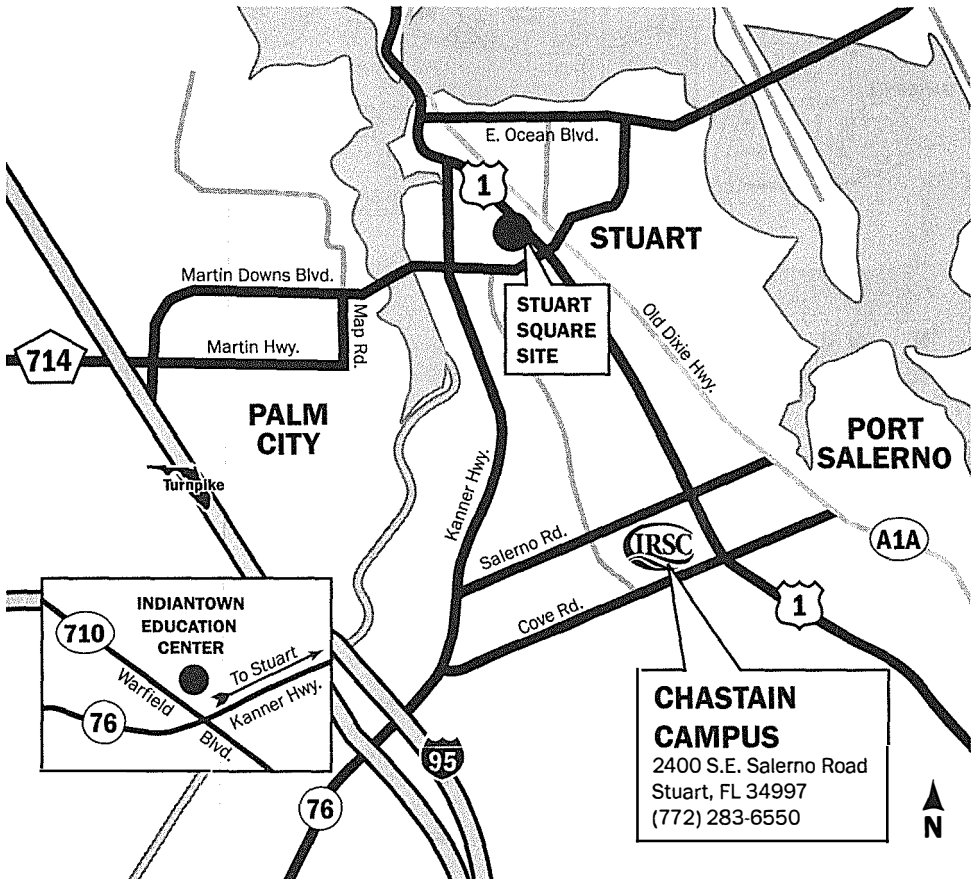 E. Ocean Blvd.
1
STUART
Martin Downs Blvd.
STUART
SQUARE
SITE
Map Rd.
Old Dixie Hwy.
714
Martin Hwy.
PALM
CITY
PORT
SALERNO
Turnpike
Kanner Hwy.
Salerno Rd.
IRSC
A1A
Cove Rd.
1
INDIANTOWN
EDUCATION
CENTER
710
To Stuart
Warfield
Blvd.
Kanner Hwy.
76
95
76
CHASTAIN
CAMPUS
2400 S.E. Salerno Road
Stuart, FL 34997
(772) 283-6550
N